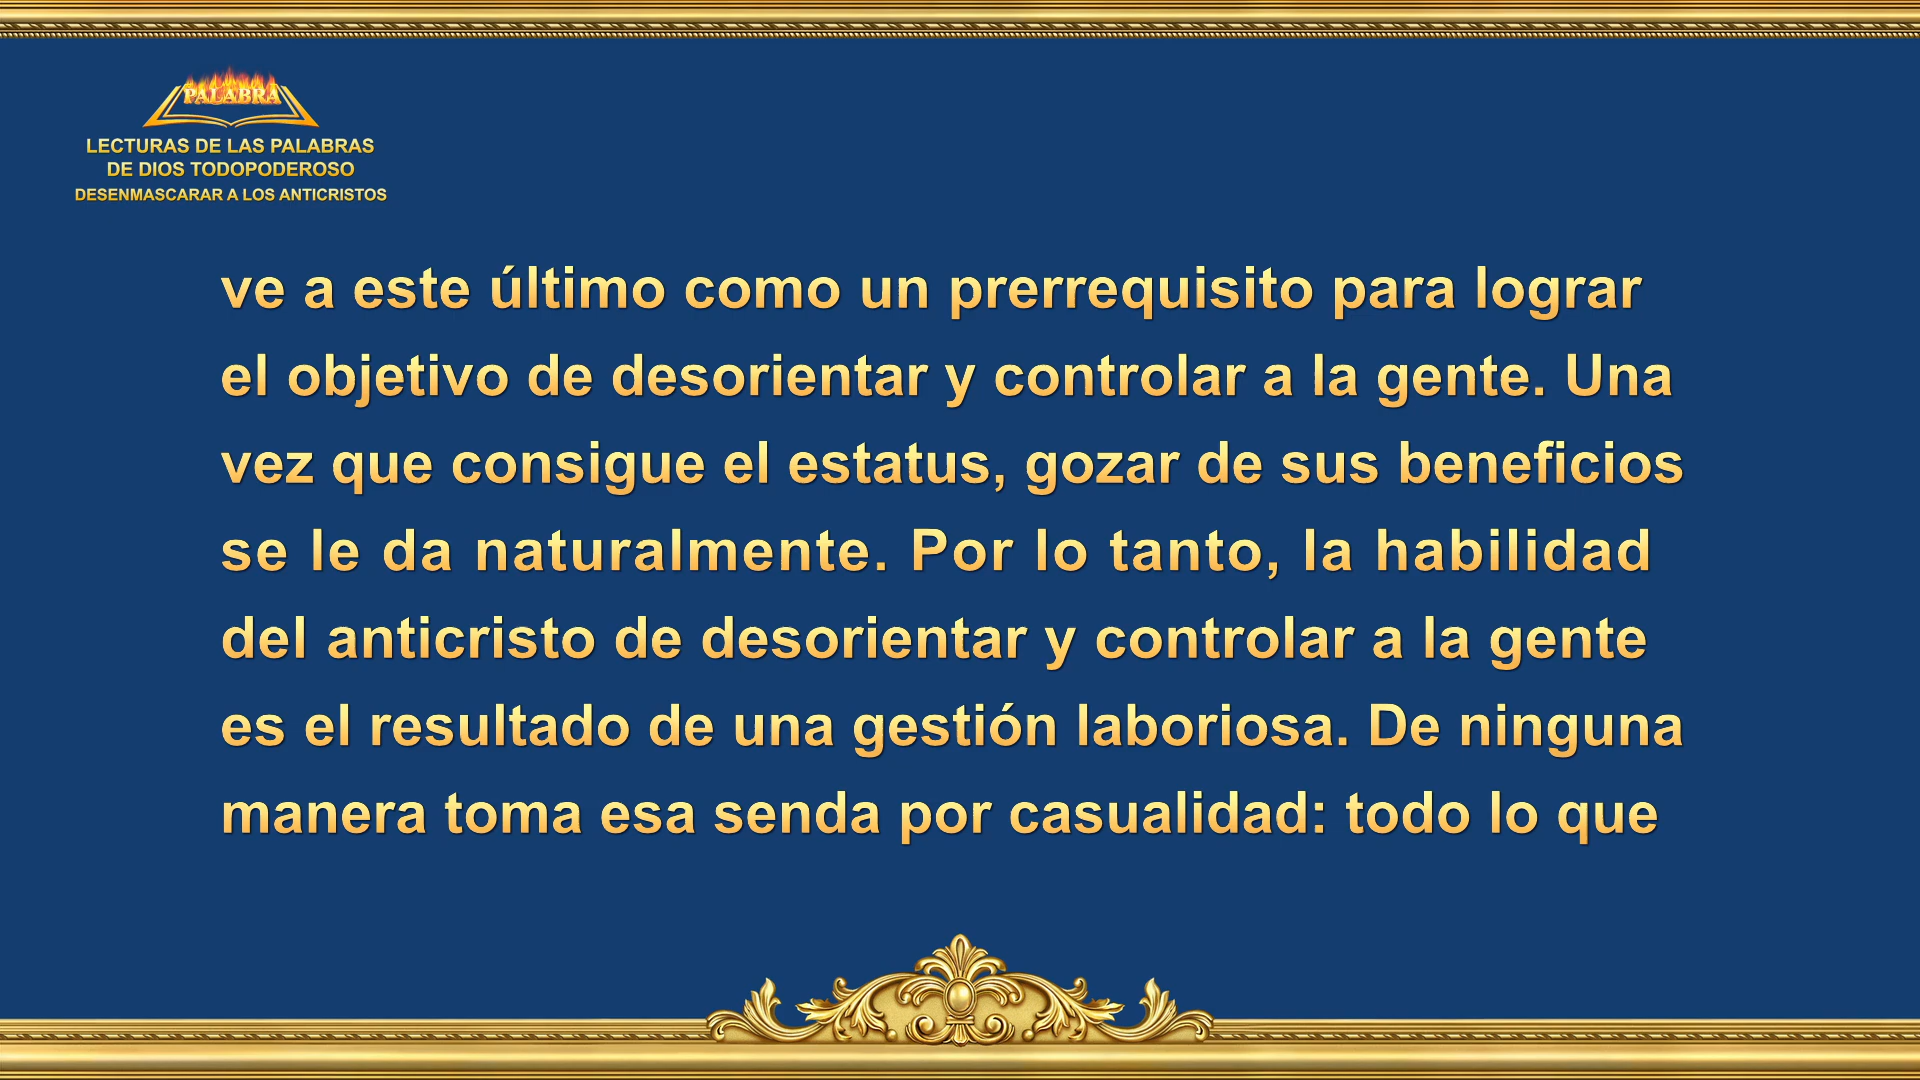 PALABRA
LECTURAS DE LAS PALABRAS
DE DIOS TODOPODEROSO
DESENMASCARAR A LOS ANTICRISTOS
ve a este último como un prerrequisito para lograr
el objetivo de desorientar y controlar a la gente. Una
vez que consigue el estatus, gozar de sus beneficios
se le da naturalmente. Por lo tanto, la habilidad
del anticristo de desorientar y controlar a la gente
es el resultado de una gestión laboriosa. De ninguna
manera toma esa senda por casualidad: todo lo que